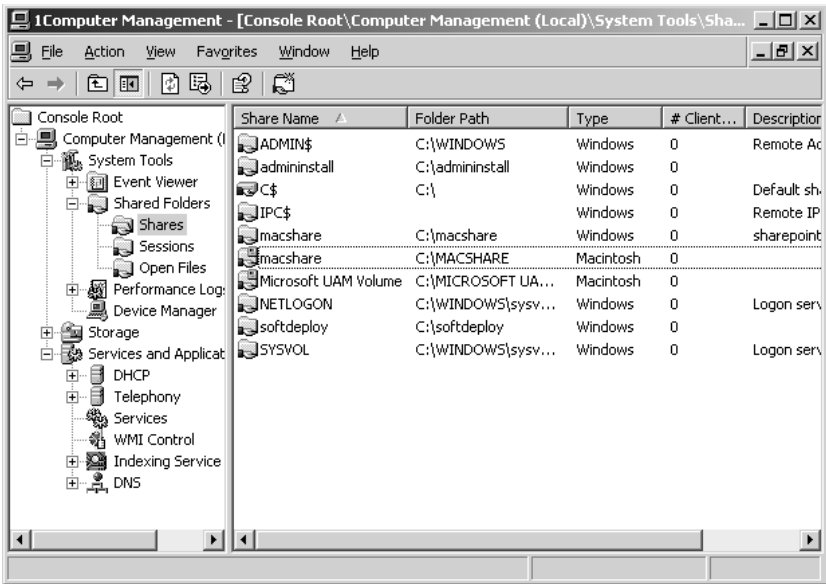 1Computer Management - [Console Root\Computer Management (Local)\System Tools\Sha...
File Action View Favorites Window Help
Console Root
Computer Management (l
System Tools
Event Viewer
Shared Folders
Shares
Sessions
Open Files
Performance Log:
Device Manager
Storage
Services and Applicat
DHCP
Telephony
Services
WMI Control
Indexing Service
DNS
Share Name Folder Path Type # Client... Description
ADMIN$ C:\WINDOWS Windows 0 Remote Ad
admininstall C:\admininstall Windows 0
C$ C:\ Windows 0 Default sha
IPC$ Windows 0 Remote IP
macshare C:\macshare Windows 0 sharepoint
macshare C:\MACSHARE Macintosh 0
Microsoft UAM Volume C:\MICROSOFT UA... Macintosh 0
NETLOGON C:\WINDOWS\sysv... Windows 0 Logon serv
softdeploy C:\softdeploy Windows 0
SYSVOL C:\WINDOWS\sysv... Windows 0 Logon serv